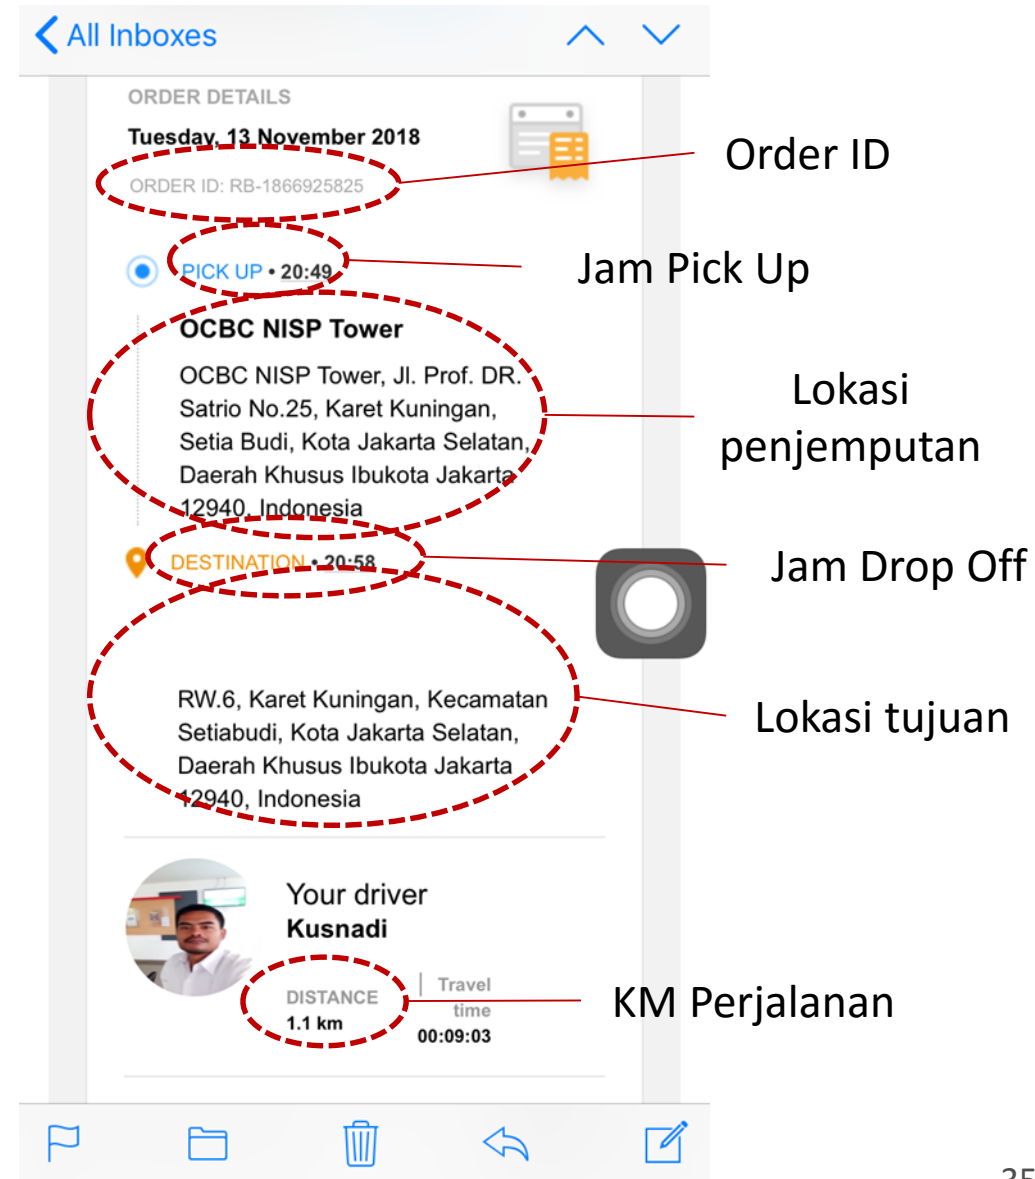 All Inboxes
ORDER DETAILS
Tuesday, 13 November 2018
ORDER ID: RB-1866925825
Order ID
PICK UP • 20:49
Jam Pick Up
OCBC NISP Tower
OCBC NISP Tower, Jl. Prof. DR.
Satrio No.25, Karet Kuningan,
Setia Budi, Kota Jakarta Selatan,
Daerah Khusus Ibukota Jakarta
12940, Indonesia
Lokasi
penjemputan
DESTINATION • 20:58
Jam Drop Off
RW.6, Karet Kuningan, Kecamatan
Setiabudi, Kota Jakarta Selatan,
Daerah Khusus Ibukota Jakarta
12940, Indonesia
Lokasi tujuan
Your driver
Kusnadi
DISTANCE
1.1 km
Travel
time
00:09:03
KM Perjalanan